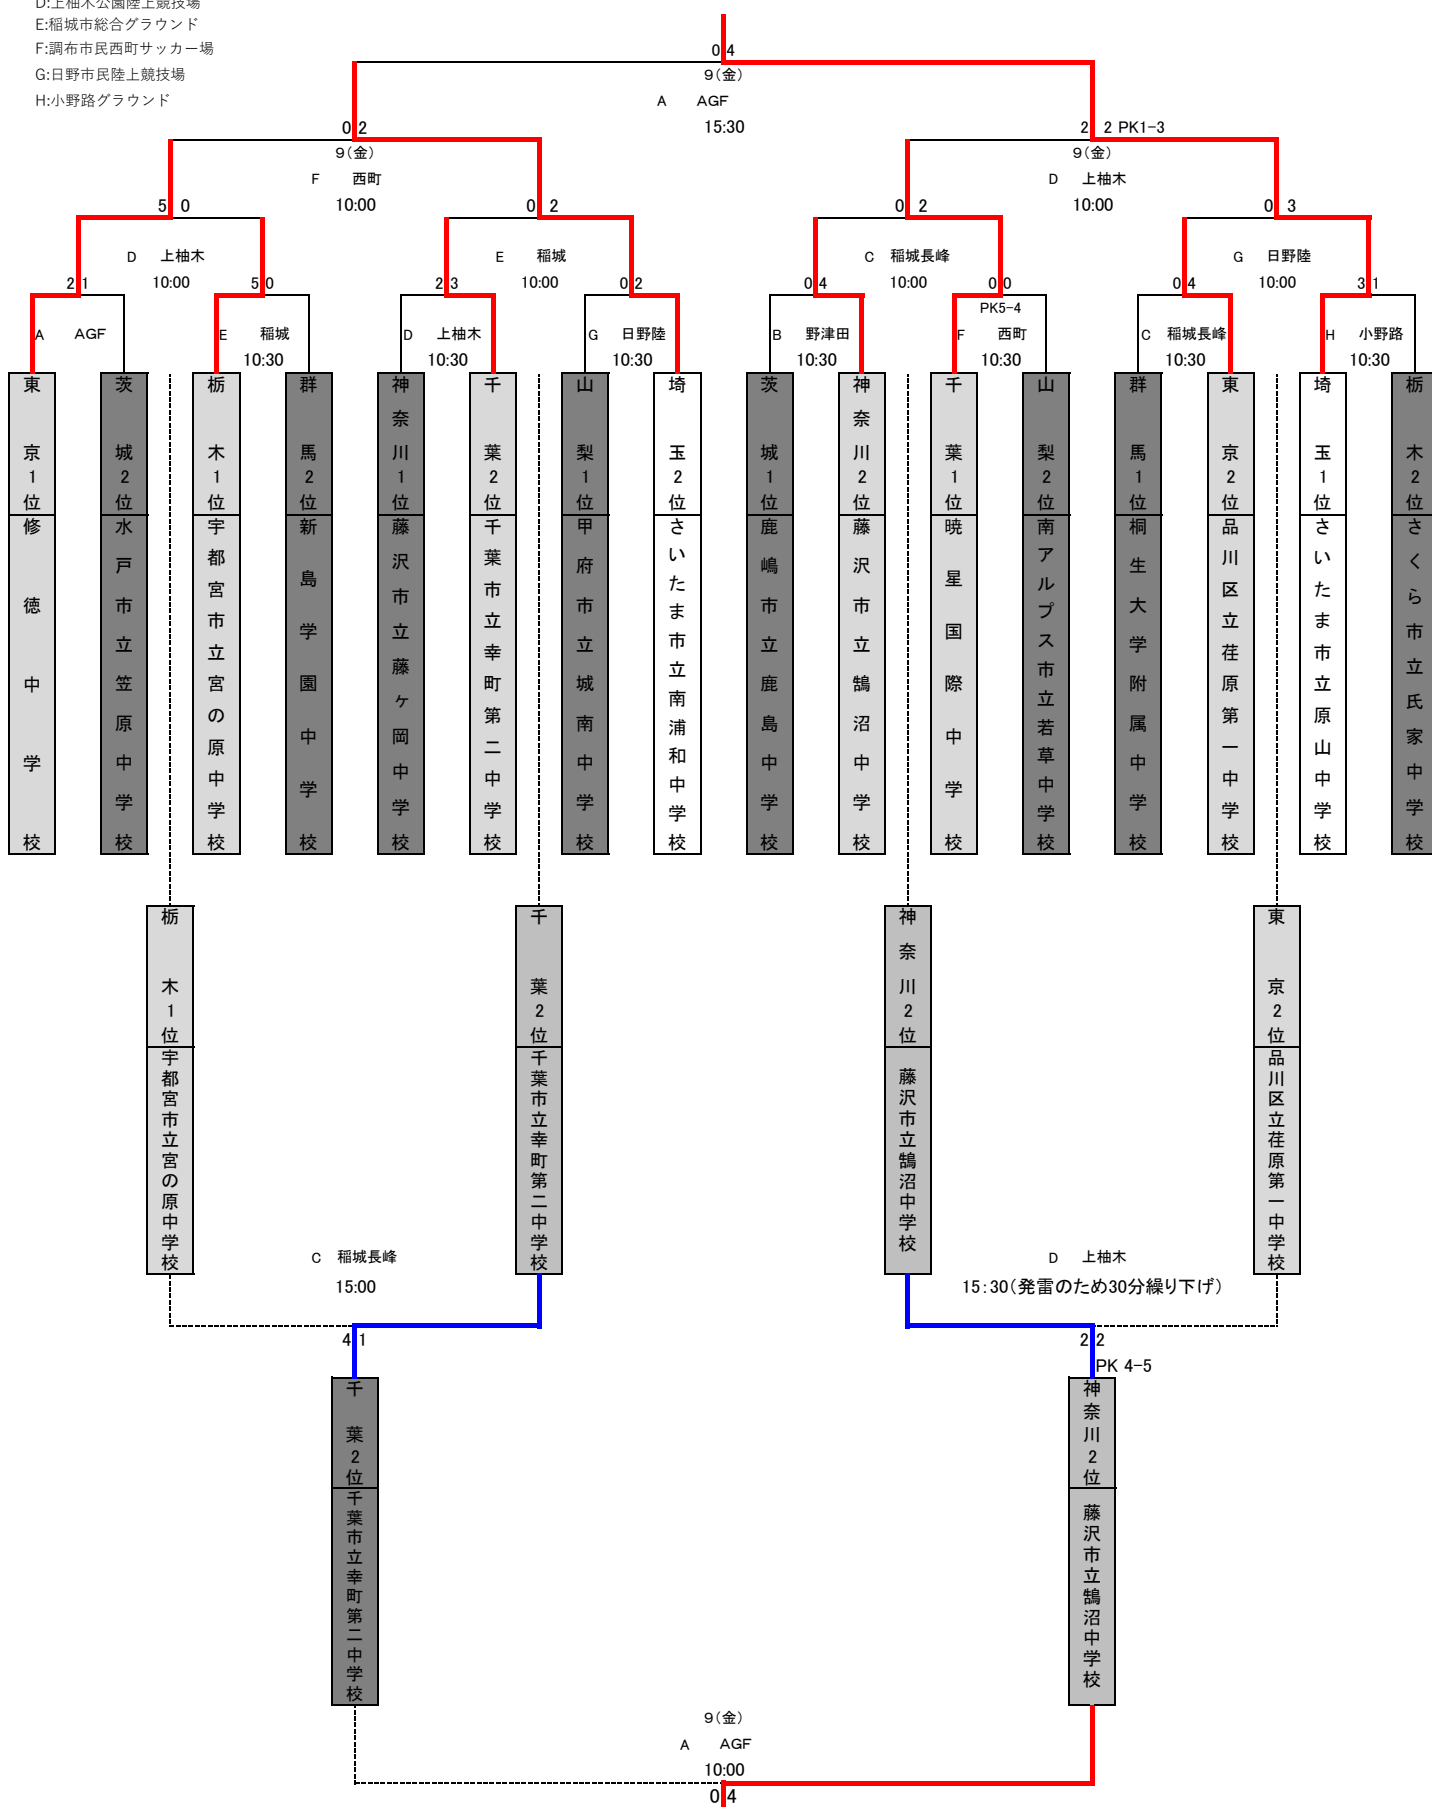 D:上柚木公園陸上競技場
E:稲城市総合グラウンド
F:調布市民西町サッカー場
G:日野市民陸上競技場
H:小野路グラウンド
0 4
9(金)
A AGF
15:30
0 2
9(金)
F 西町
10:00
2 2 PK1-3
9(金)
D 上柚木
10:00
5 0
D 上柚木
10:00
0 2
E 稲城
10:00
0 2
C 稲城長峰
10:00
0 3
G 日野陸
10:00
2 1
A AGF
5 0
E 稲城
10:30
2 3
D 上柚木
10:30
0 2
G 日野陸
10:30
0 4
B 野津田
10:30
0 0
PK5-4
F 西町
10:30
0 4
C 稲城長峰
10:30
3 1
H 小野路
10:30
東京1位
修徳中学校
茨城2位
水戸市立笠原中学校
栃木1位
宇都宮市立宮の原中学校
群馬2位
新島学園中学校
神奈川1位
藤沢市立藤ヶ岡中学校
千葉2位
千葉市立幸町第二中学校
山梨1位
甲府市立城南中学校
埼玉2位
さいたま市立南浦和中学校
茨城1位
鹿嶋市立鹿島中学校
神奈川2位
藤沢市立鵠沼中学校
千葉1位
暁星国際中学校
山梨2位
南アルプス市立若草中学校
群馬1位
桐生大学附属中学校
東京2位
品川区立荏原第一中学校
埼玉1位
さいたま市立原山中学校
栃木2位
さくら市立氏家中学校
栃木1位
宇都宮市立宮の原中学校
千葉2位
千葉市立幸町第二中学校
神奈川2位
藤沢市立鵠沼中学校
東京2位
品川区立荏原第一中学校
C 稲城長峰
15:00
4 1
D 上柚木
15:30(発雷のため30分繰り下げ)
2 2
PK 4-5
千葉2位
千葉市立幸町第二中学校
神奈川2位
藤沢市立鵠沼中学校
9(金)
A AGF
10:00
0 4